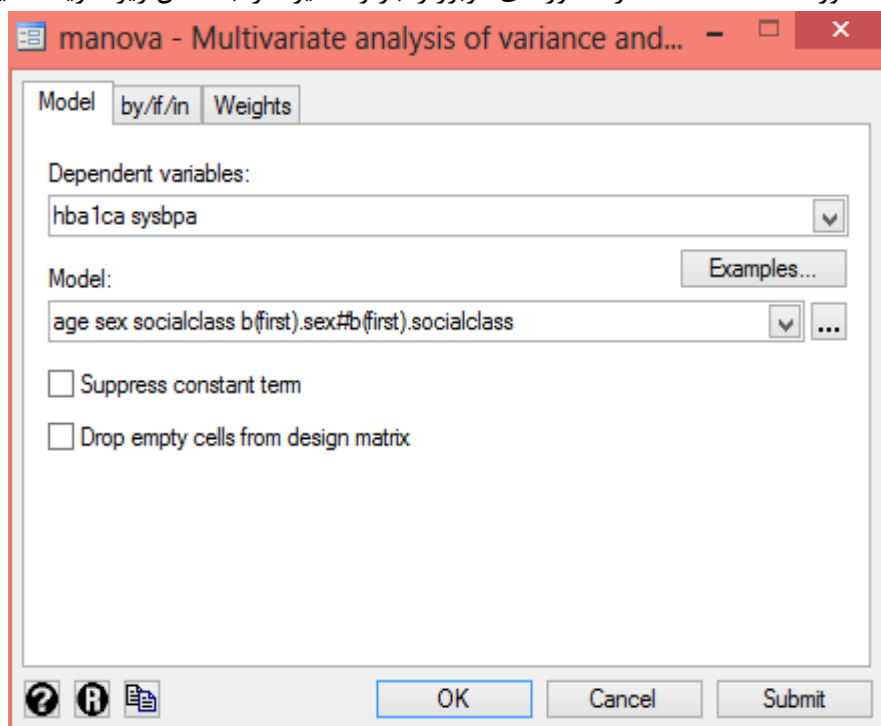 manova - Multivariate analysis of variance and...
Model by/if/in Weights
Dependent variables:
hba1ca sysbpa
Examples...
Model:
age sex socialclass b(first).sex#b(first).socialclass
...
Suppress constant term
Drop empty cells from design matrix
? R OK Cancel Submit